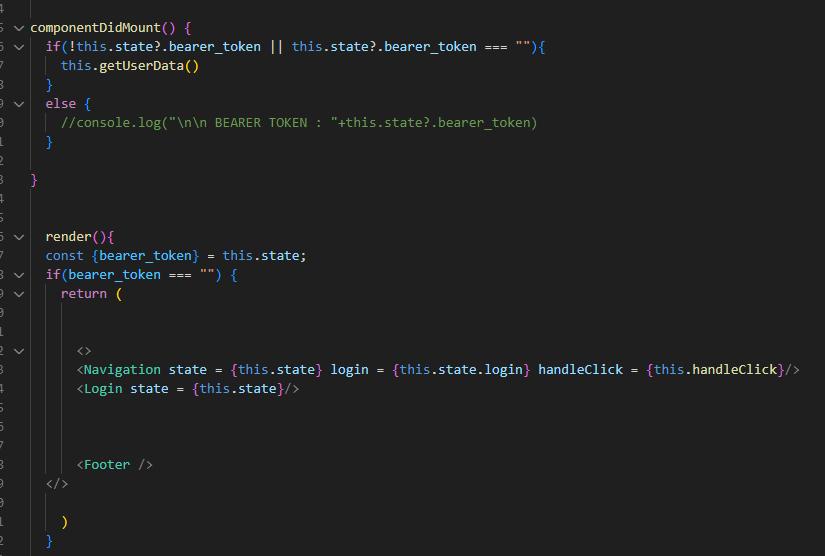 componentDidMount() {
if(!this.state?.bearer_token || this.state?.bearer_token === ""){
this.getUserData()
}
else {
//console.log("\n\n BEARER TOKEN : "+this.state?.bearer_token)
}
}
render(){
const {bearer_token} = this.state;
if(bearer_token === "") {
return (
<>
<Navigation state = {this.state} login = {this.state.login} handleClick = {this.handleClick}/>
<Login state = {this.state}/>
<Footer />
</>
)
}